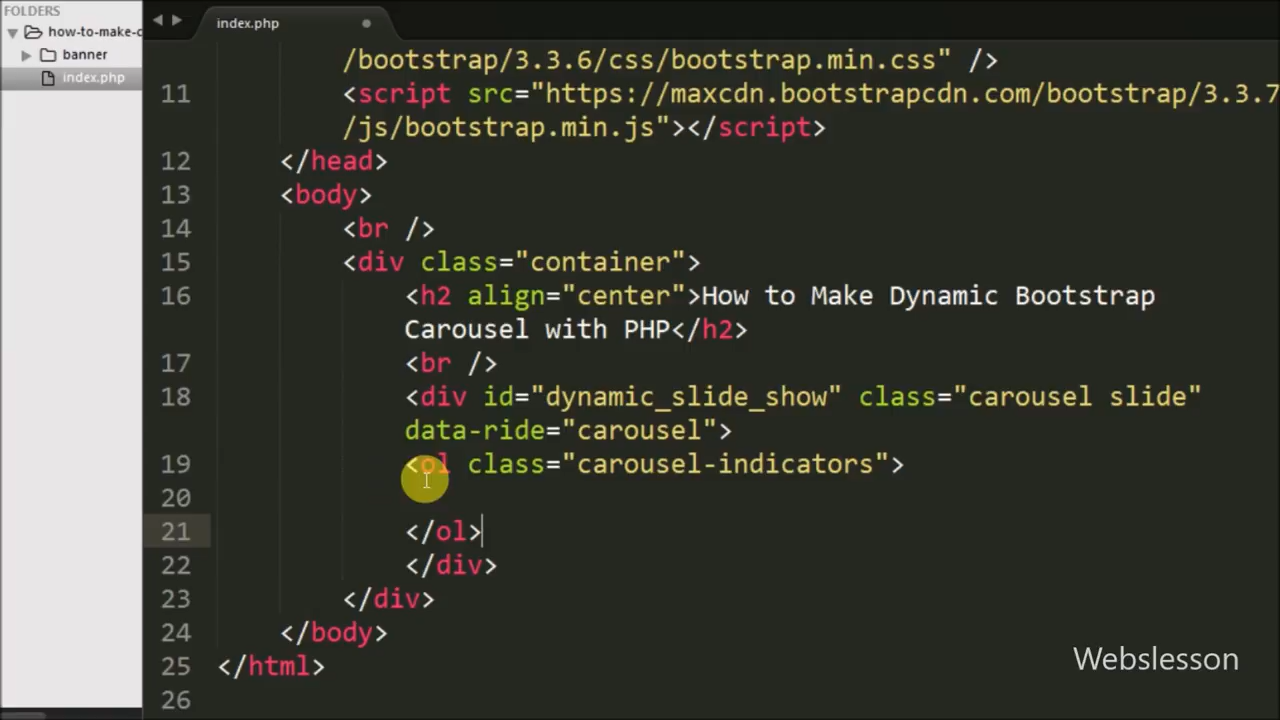 FOLDERS
how-to-make-c
banner
index.php
index.php
/bootstrap/3.3.6/css/bootstrap.min.css" />
11 <script src="https://maxcdn.bootstrapcdn.com/bootstrap/3.3.7
/js/bootstrap.min.js"></script>
12 </head>
13 <body>
14 <br />
15 <div class="container">
16 <h2 align="center">How to Make Dynamic Bootstrap
Carousel with PHP</h2>
17 <br />
18 <div id="dynamic_slide_show" class="carousel slide"
data-ride="carousel">
19 <ol class="carousel-indicators">
20
21 </ol>
22 </div>
23 </div>
24 </body>
25 </html>
26
Webslesson